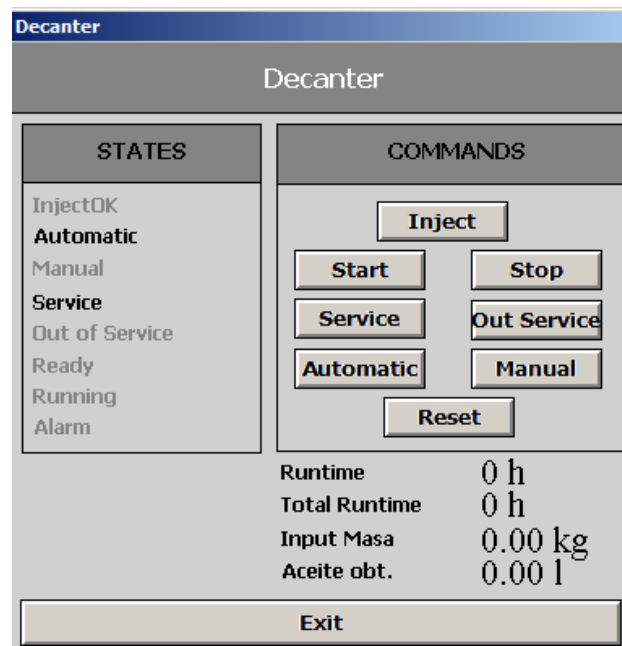 Decanter
Decanter
STATES
InjectOK
Automatic
Manual
Service
Out of Service
Ready
Running
Alarm
COMMANDS
Inject
Start Stop
Service Out Service
Automatic Manual
Reset
Runtime 0 h
Total Runtime 0 h
Input Masa 0.00 kg
Aceite obt. 0.00 l
Exit